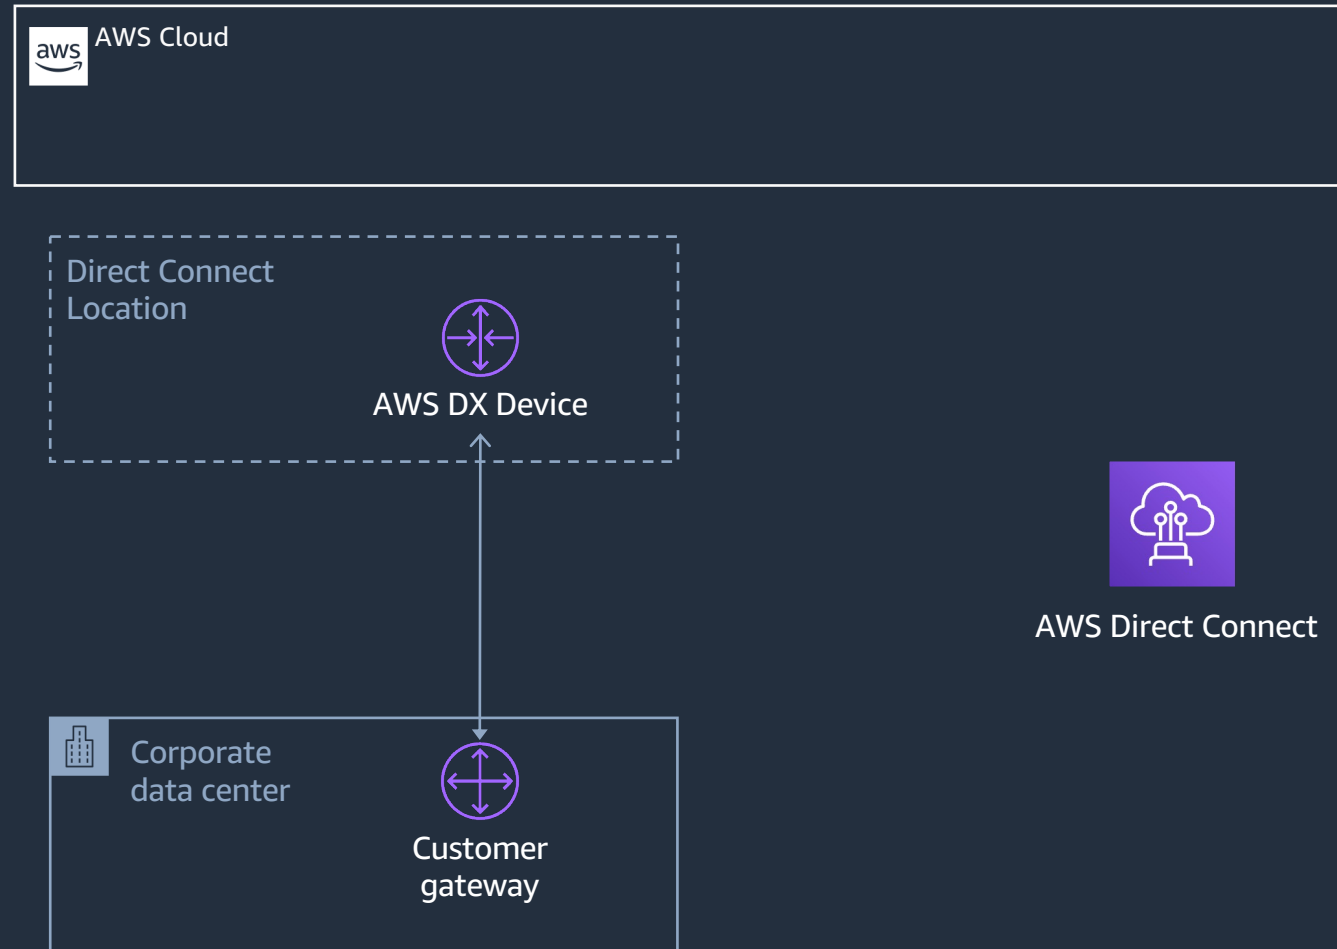 aws
AWS Cloud
Direct Connect
Location
AWS DX Device
AWS Direct Connect
Corporate
data center
Customer
gateway